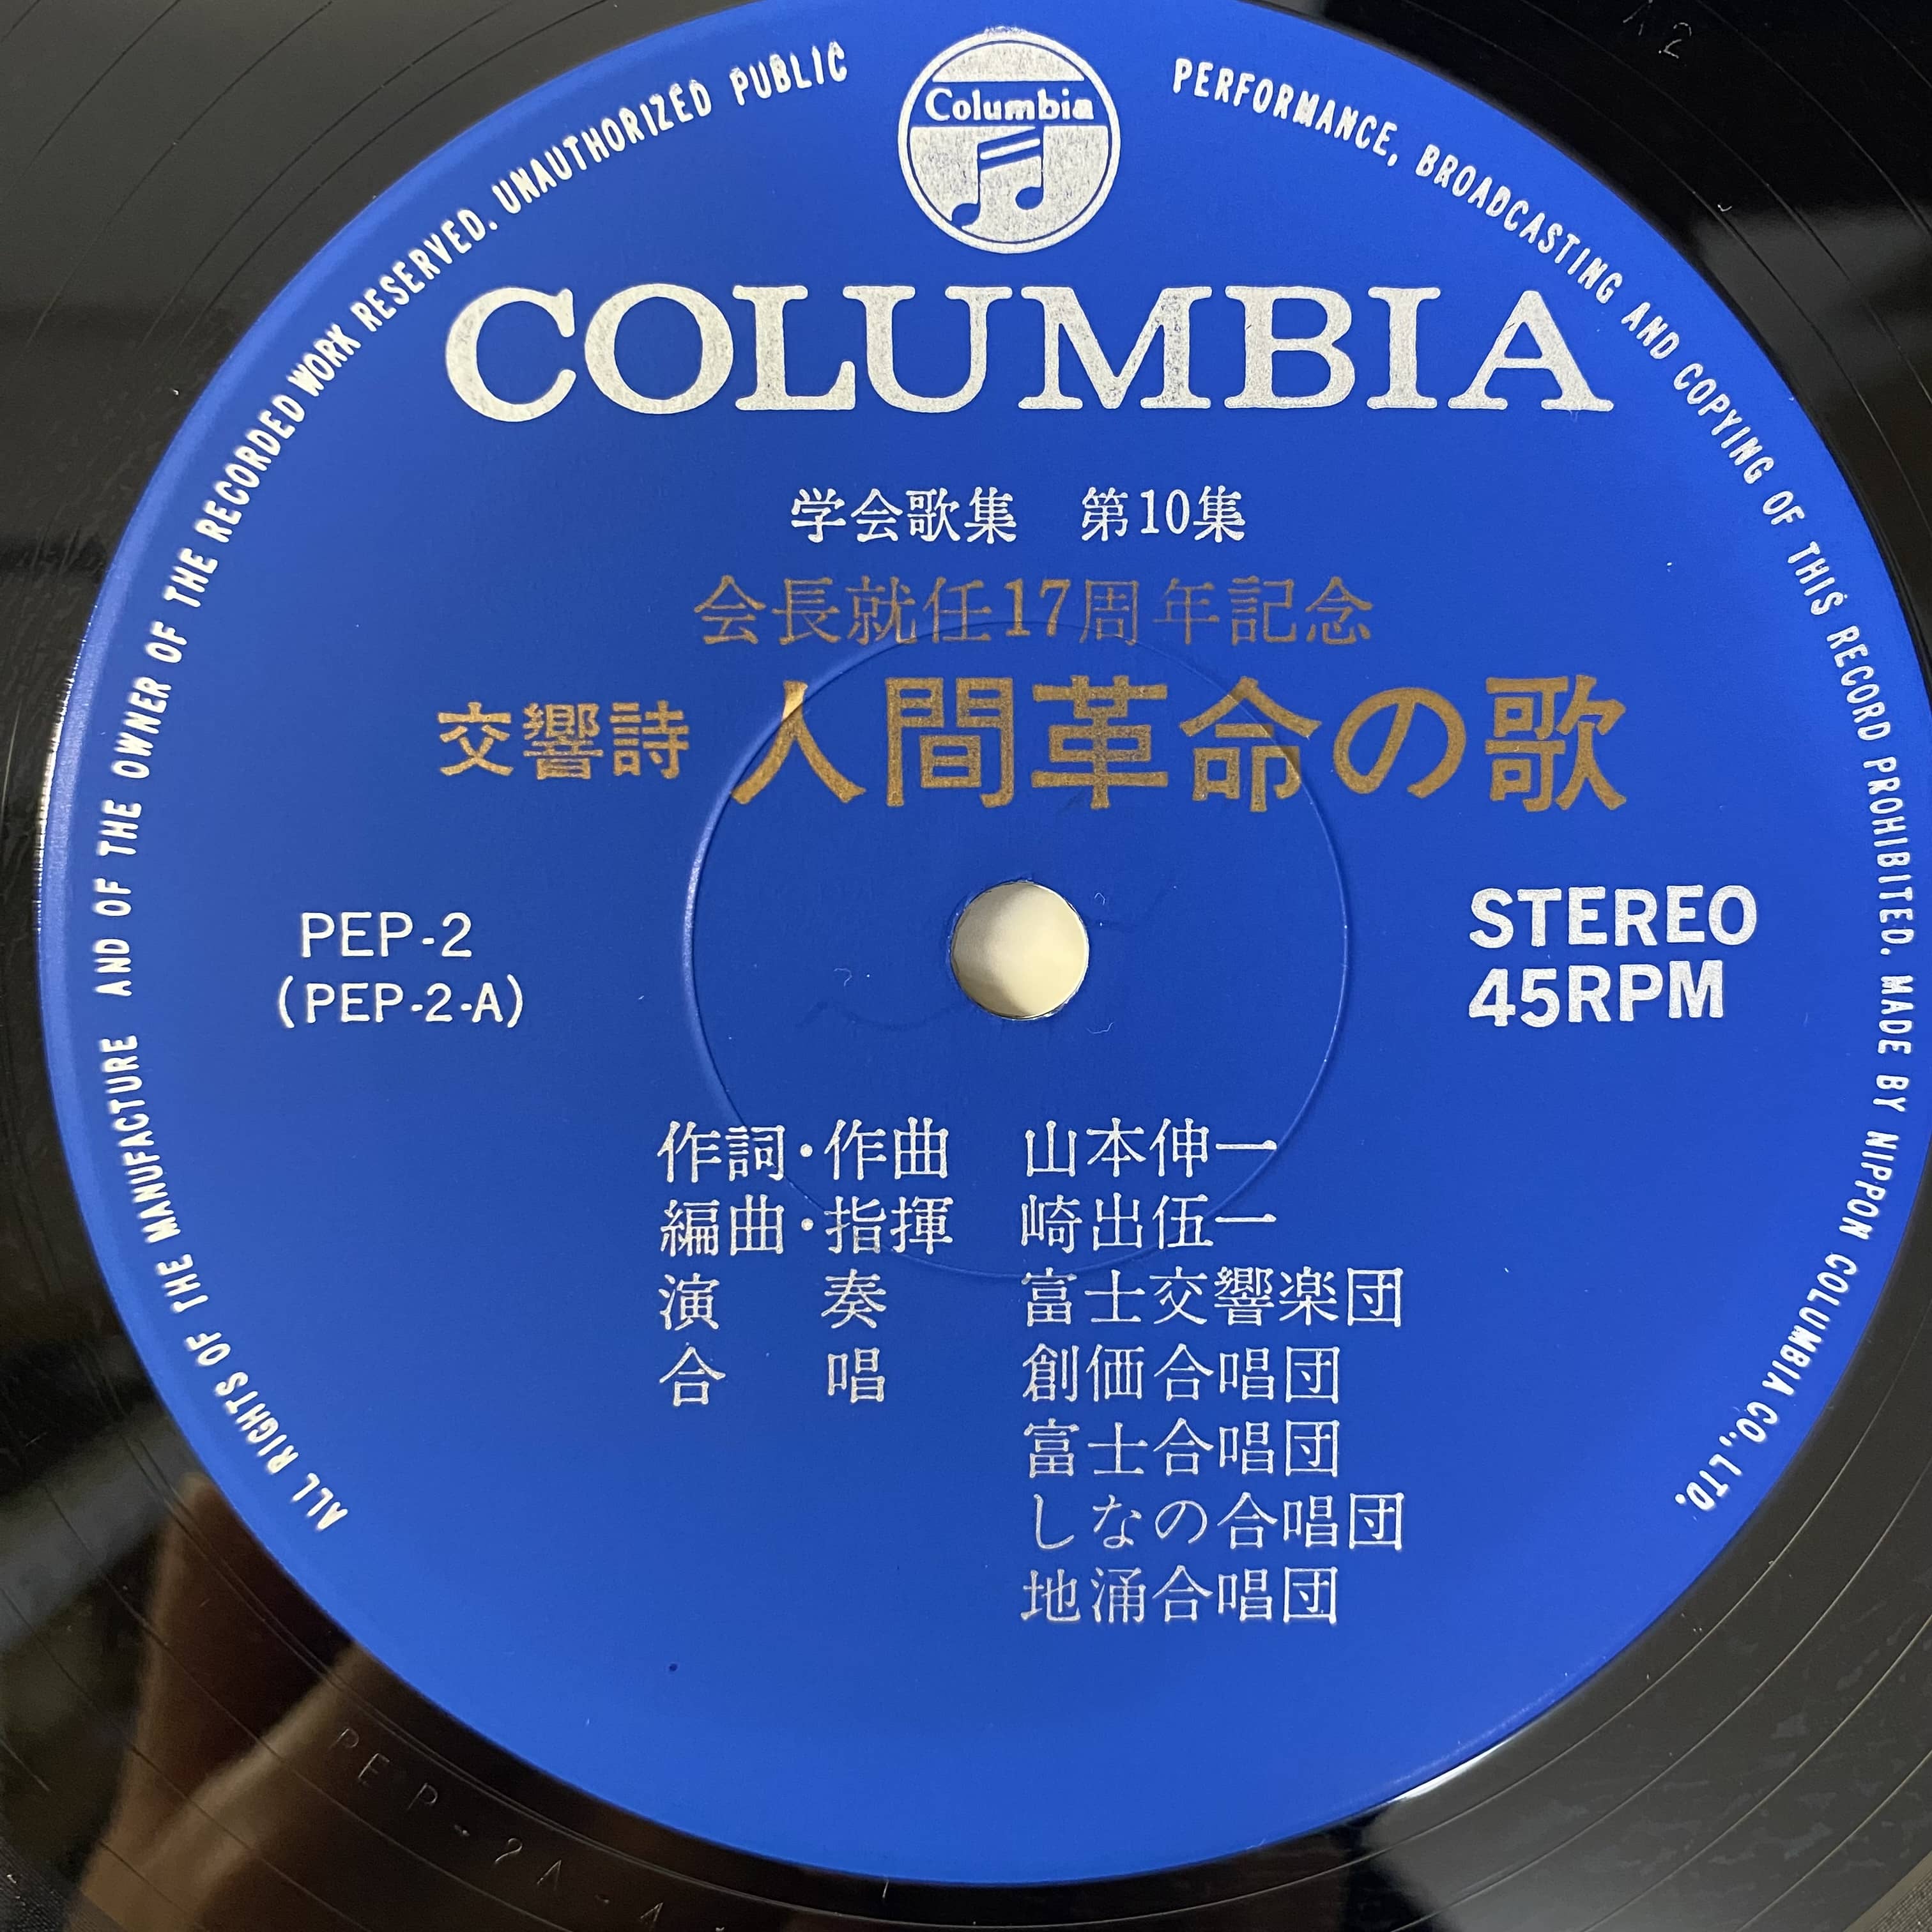 ALL RIGHTS OF THE MANUFACTURE AND OF THE OWNER OF THE RECORDED WORK RESERVED. UNAUTHORIZED PUBLIC PERFORMANCE, BROADCASTING AND COPYING OF THIS RECORD PROHIBITED. MADE BY NIPPON COLUMBIA CO., LTD.
Columbia
COLUMBIA
学会歌集 第10集
会長就任17周年記念
交響詩 人間革命の歌
PEP-2
(PEP-2-A)
STEREO
45RPM
作詞・作曲 山本伸一
編曲・指揮 崎出伍一
演奏 富士交響楽団
合唱 創価合唱団
富士合唱団
しなの合唱団
地涌合唱団
PEP-2A-A